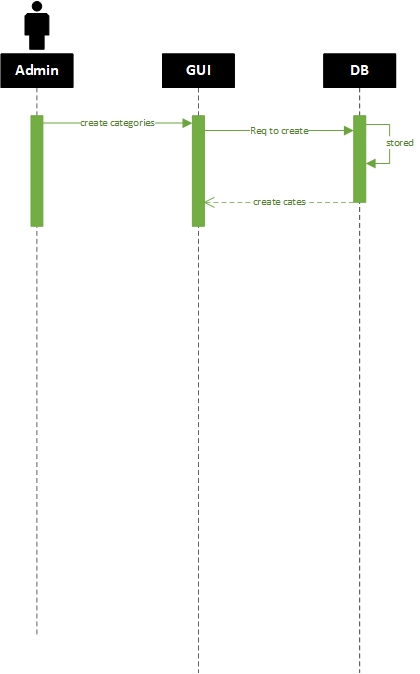 Admin
GUI
DB
create categories
Req to create
stored
create cates